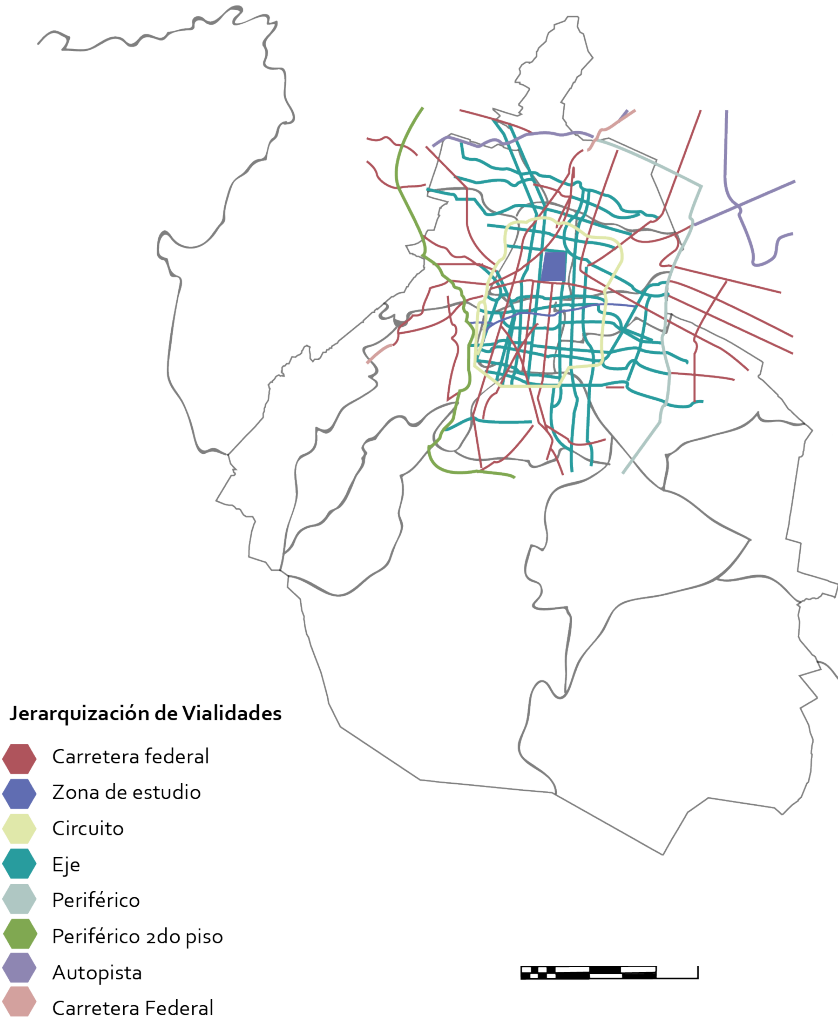 Jerarquización de Vialidades
Carretera federal
Zona de estudio
Circuito
Eje
Periférico
Periférico 2do piso
Autopista
Carretera Federal